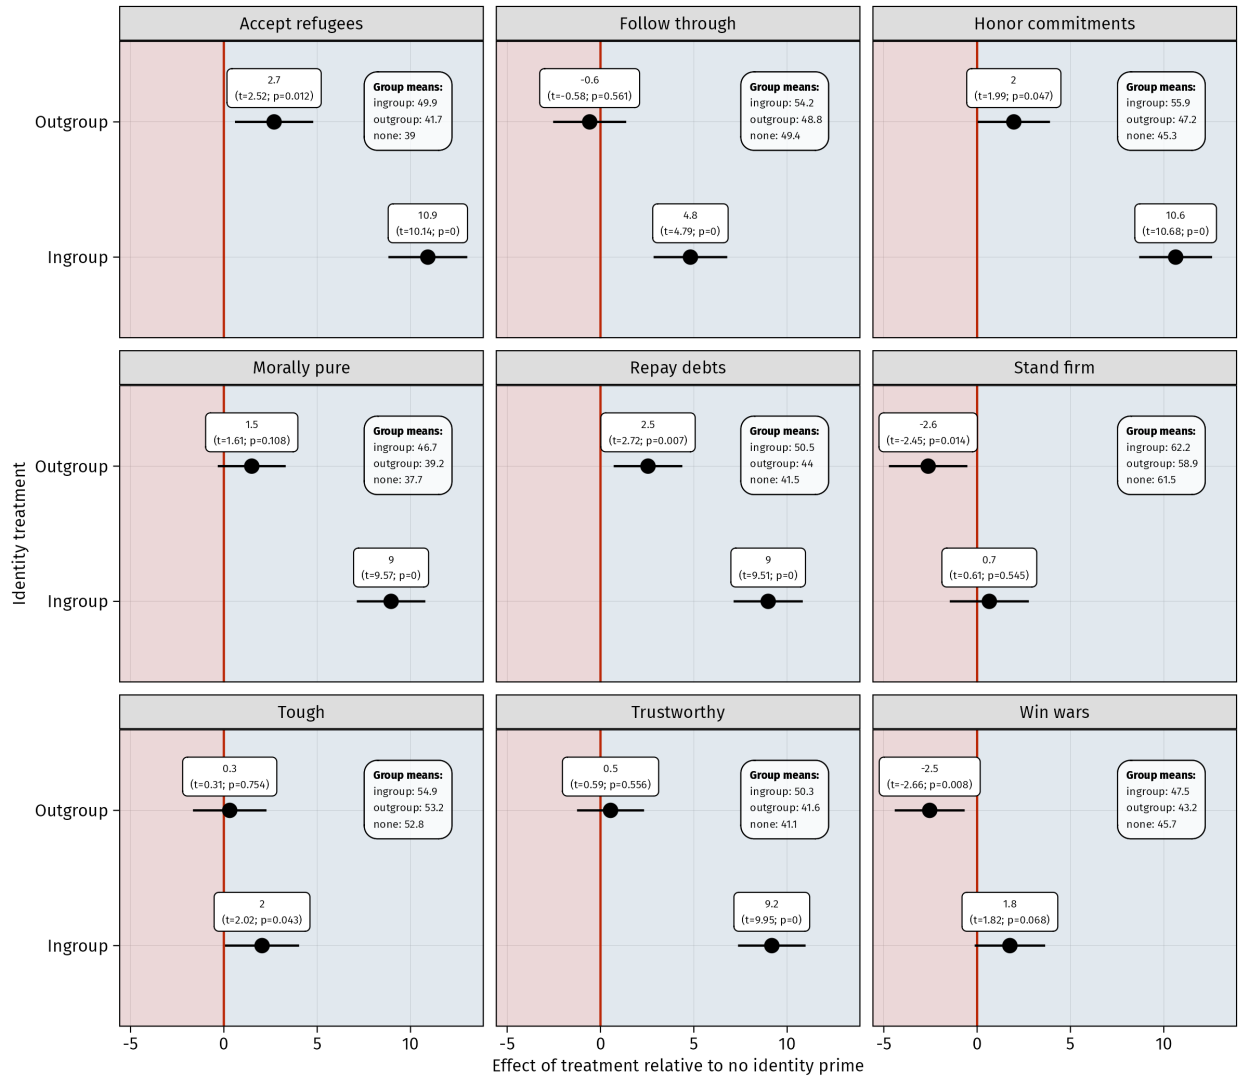 Accept refugees
Follow through
Honor commitments
2.7
(t=2.52; p=0.012)
Group means:
ingroup: 49.9
outgroup: 41.7
none: 39
-0.6
(t=-0.58; p=0.561)
Group means:
ingroup: 54.2
outgroup: 48.8
none: 49.4
2
(t=1.99; p=0.047)
Group means:
ingroup: 55.9
outgroup: 47.2
none: 45.3
Outgroup
10.9
(t=10.14; p=0)
4.8
(t=4.79; p=0)
10.6
(t=10.68; p=0)
Ingroup
Morally pure
Repay debts
Stand firm
1.5
(t=1.61; p=0.108)
Group means:
ingroup: 46.7
outgroup: 39.2
none: 37.7
2.5
(t=2.72; p=0.007)
Group means:
ingroup: 50.5
outgroup: 44
none: 41.5
-2.6
(t=-2.45; p=0.014)
Group means:
ingroup: 62.2
outgroup: 58.9
none: 61.5
Outgroup
9
(t=9.57; p=0)
9
(t=9.51; p=0)
0.7
(t=0.61; p=0.545)
Ingroup
Identity treatment
Tough
Trustworthy
Win wars
0.3
(t=0.31; p=0.754)
Group means:
ingroup: 54.9
outgroup: 53.2
none: 52.8
0.5
(t=0.59; p=0.556)
Group means:
ingroup: 50.3
outgroup: 41.6
none: 41.1
-2.5
(t=-2.66; p=0.008)
Group means:
ingroup: 47.5
outgroup: 43.2
none: 45.7
Outgroup
2
(t=2.02; p=0.043)
9.2
(t=9.95; p=0)
1.8
(t=1.82; p=0.068)
Ingroup
-5 0 5 10
-5 0 5 10
-5 0 5 10
Effect of treatment relative to no identity prime